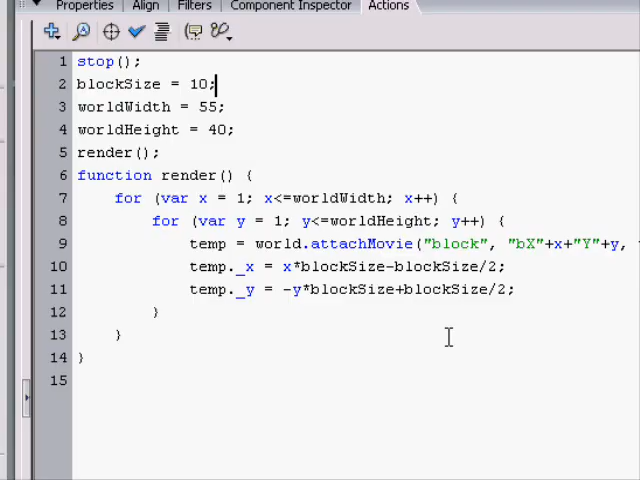 Properties Align Filters Component Inspector Actions
1 stop();
2 blockSize = 10;
3 worldWidth = 55;
4 worldHeight = 40;
5 render();
6 function render() {
7 for (var x = 1; x<=worldWidth; x++) {
8 for (var y = 1; y<=worldHeight; y++) {
9 temp = world.attachMovie("block", "bX"+x+"Y"+y,
10 temp._x = x*blockSize-blockSize/2;
11 temp._y = -y*blockSize+blockSize/2;
12 }
13 }
14 }
15